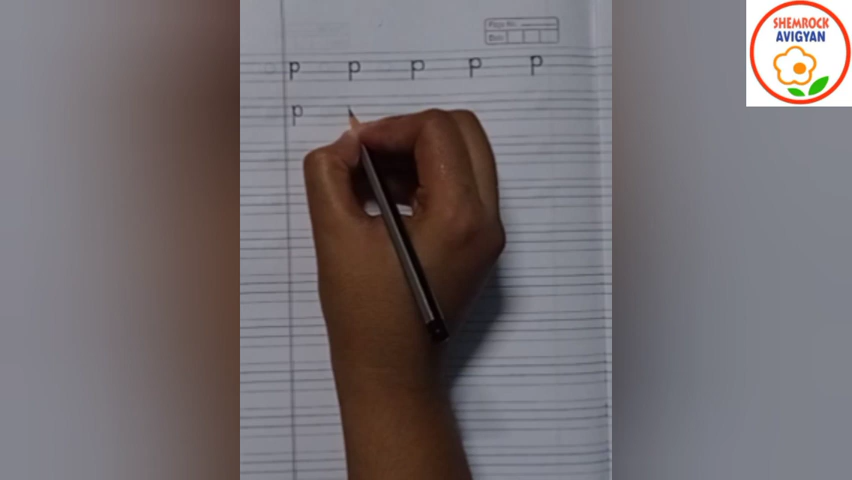 SHEMROCK
AVIGYAN
Page No.
Date
p p p p p
p